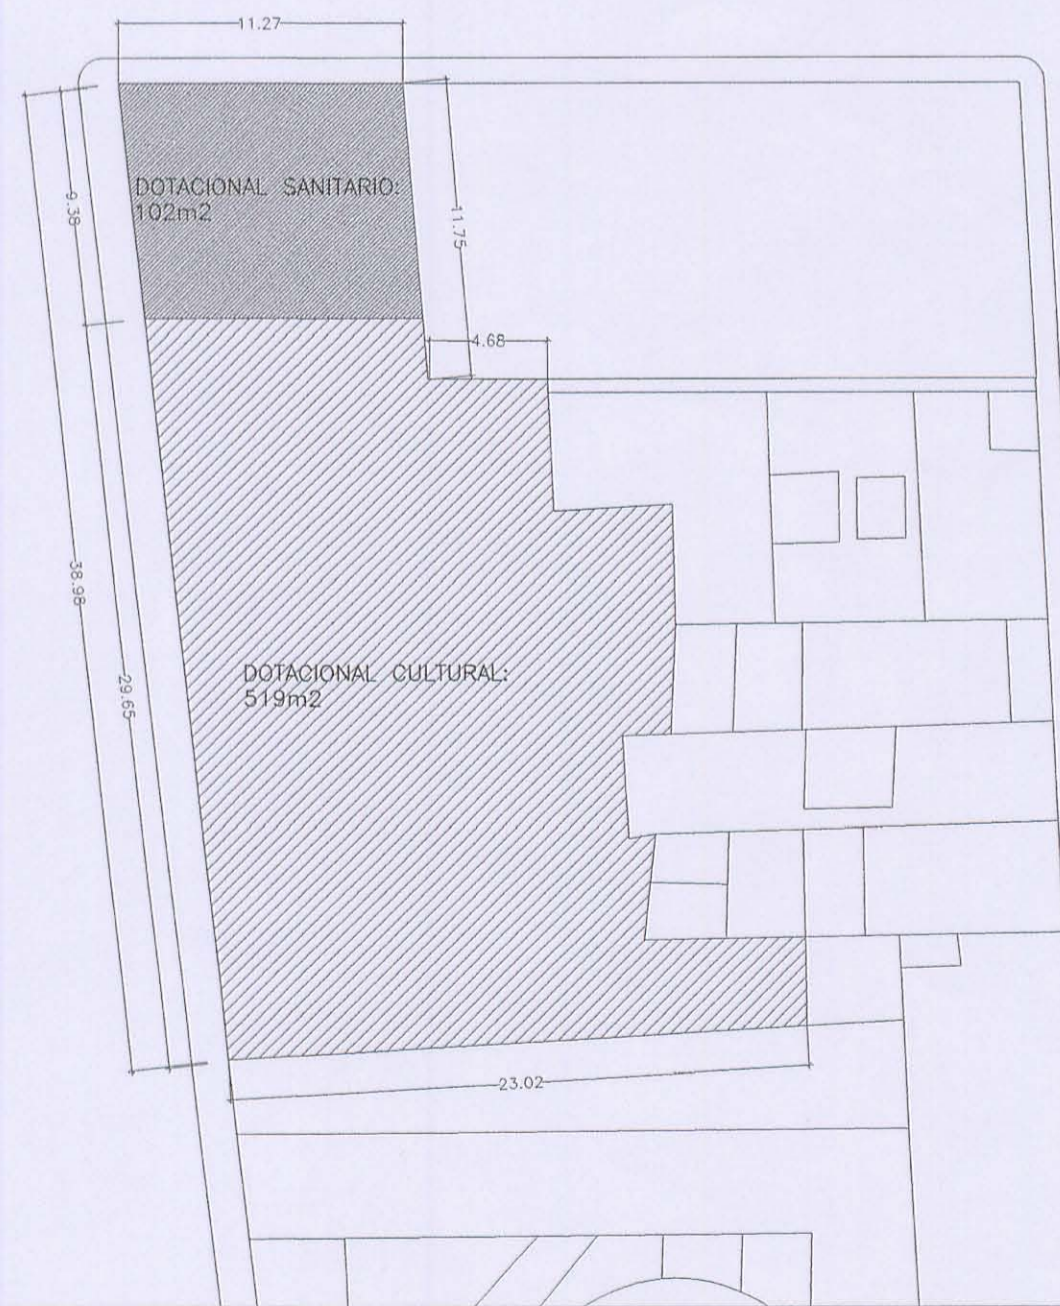 11.27
DOTACIONAL SANITARIO:
102m2
9.38
11.75
4.68
38.98
DOTACIONAL CULTURAL:
519m2
29.65
23.02